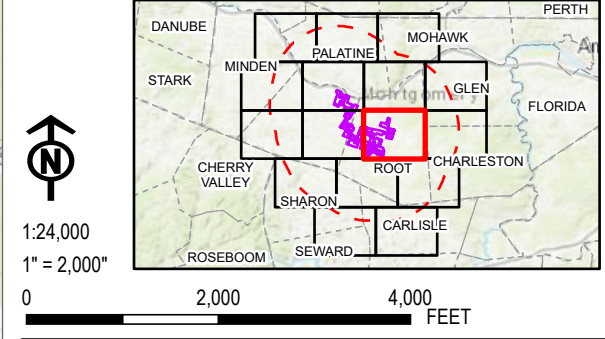 PERTH
DANUBE
MOHAWK
PALATINE
MINDEN
STARK
Montgomery
GLEN
FLORIDA
N
CHERRY
VALLEY
ROOT
CHARLESTON
SHARON
CARLISLE
1:24,000
1" = 2,000"
ROSEBOOM
SEWARD
0
2,000
4,000
FEET